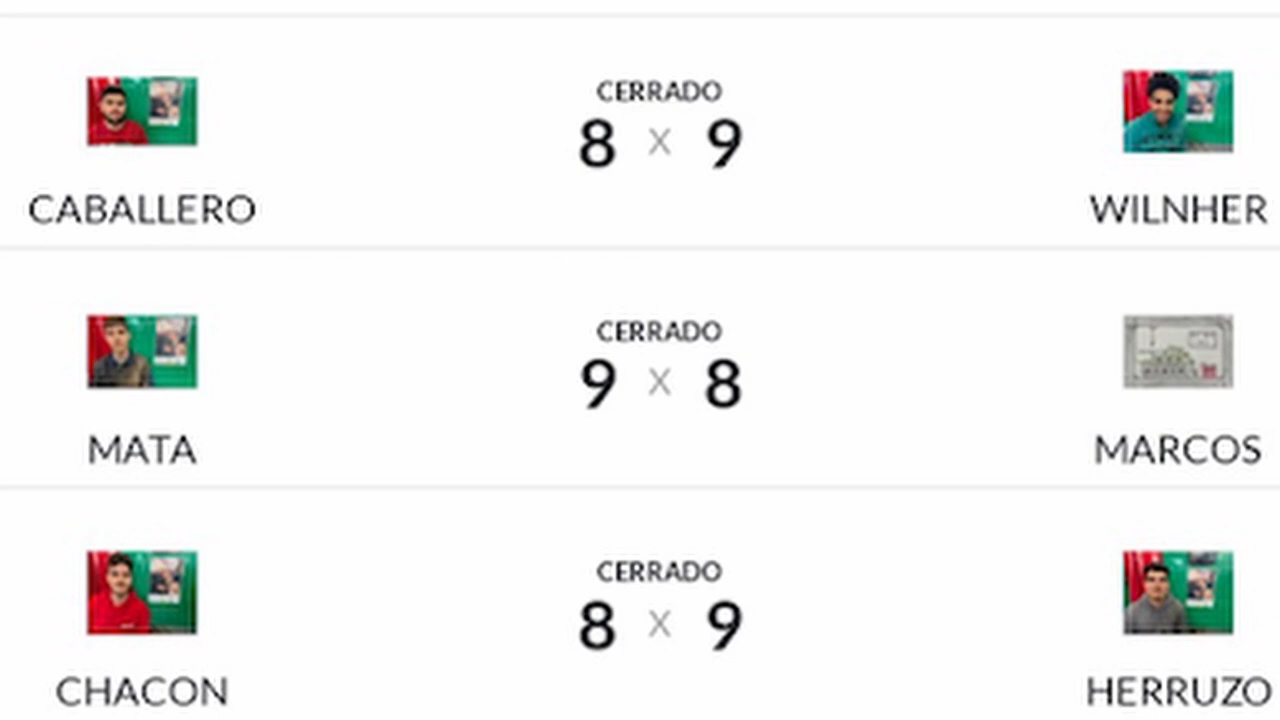 CERRADO
8 X 9
CABALLERO
WILNHER
CERRADO
9 X 8
MATA
MARCOS
CERRADO
8 X 9
CHACON
HERRUZO